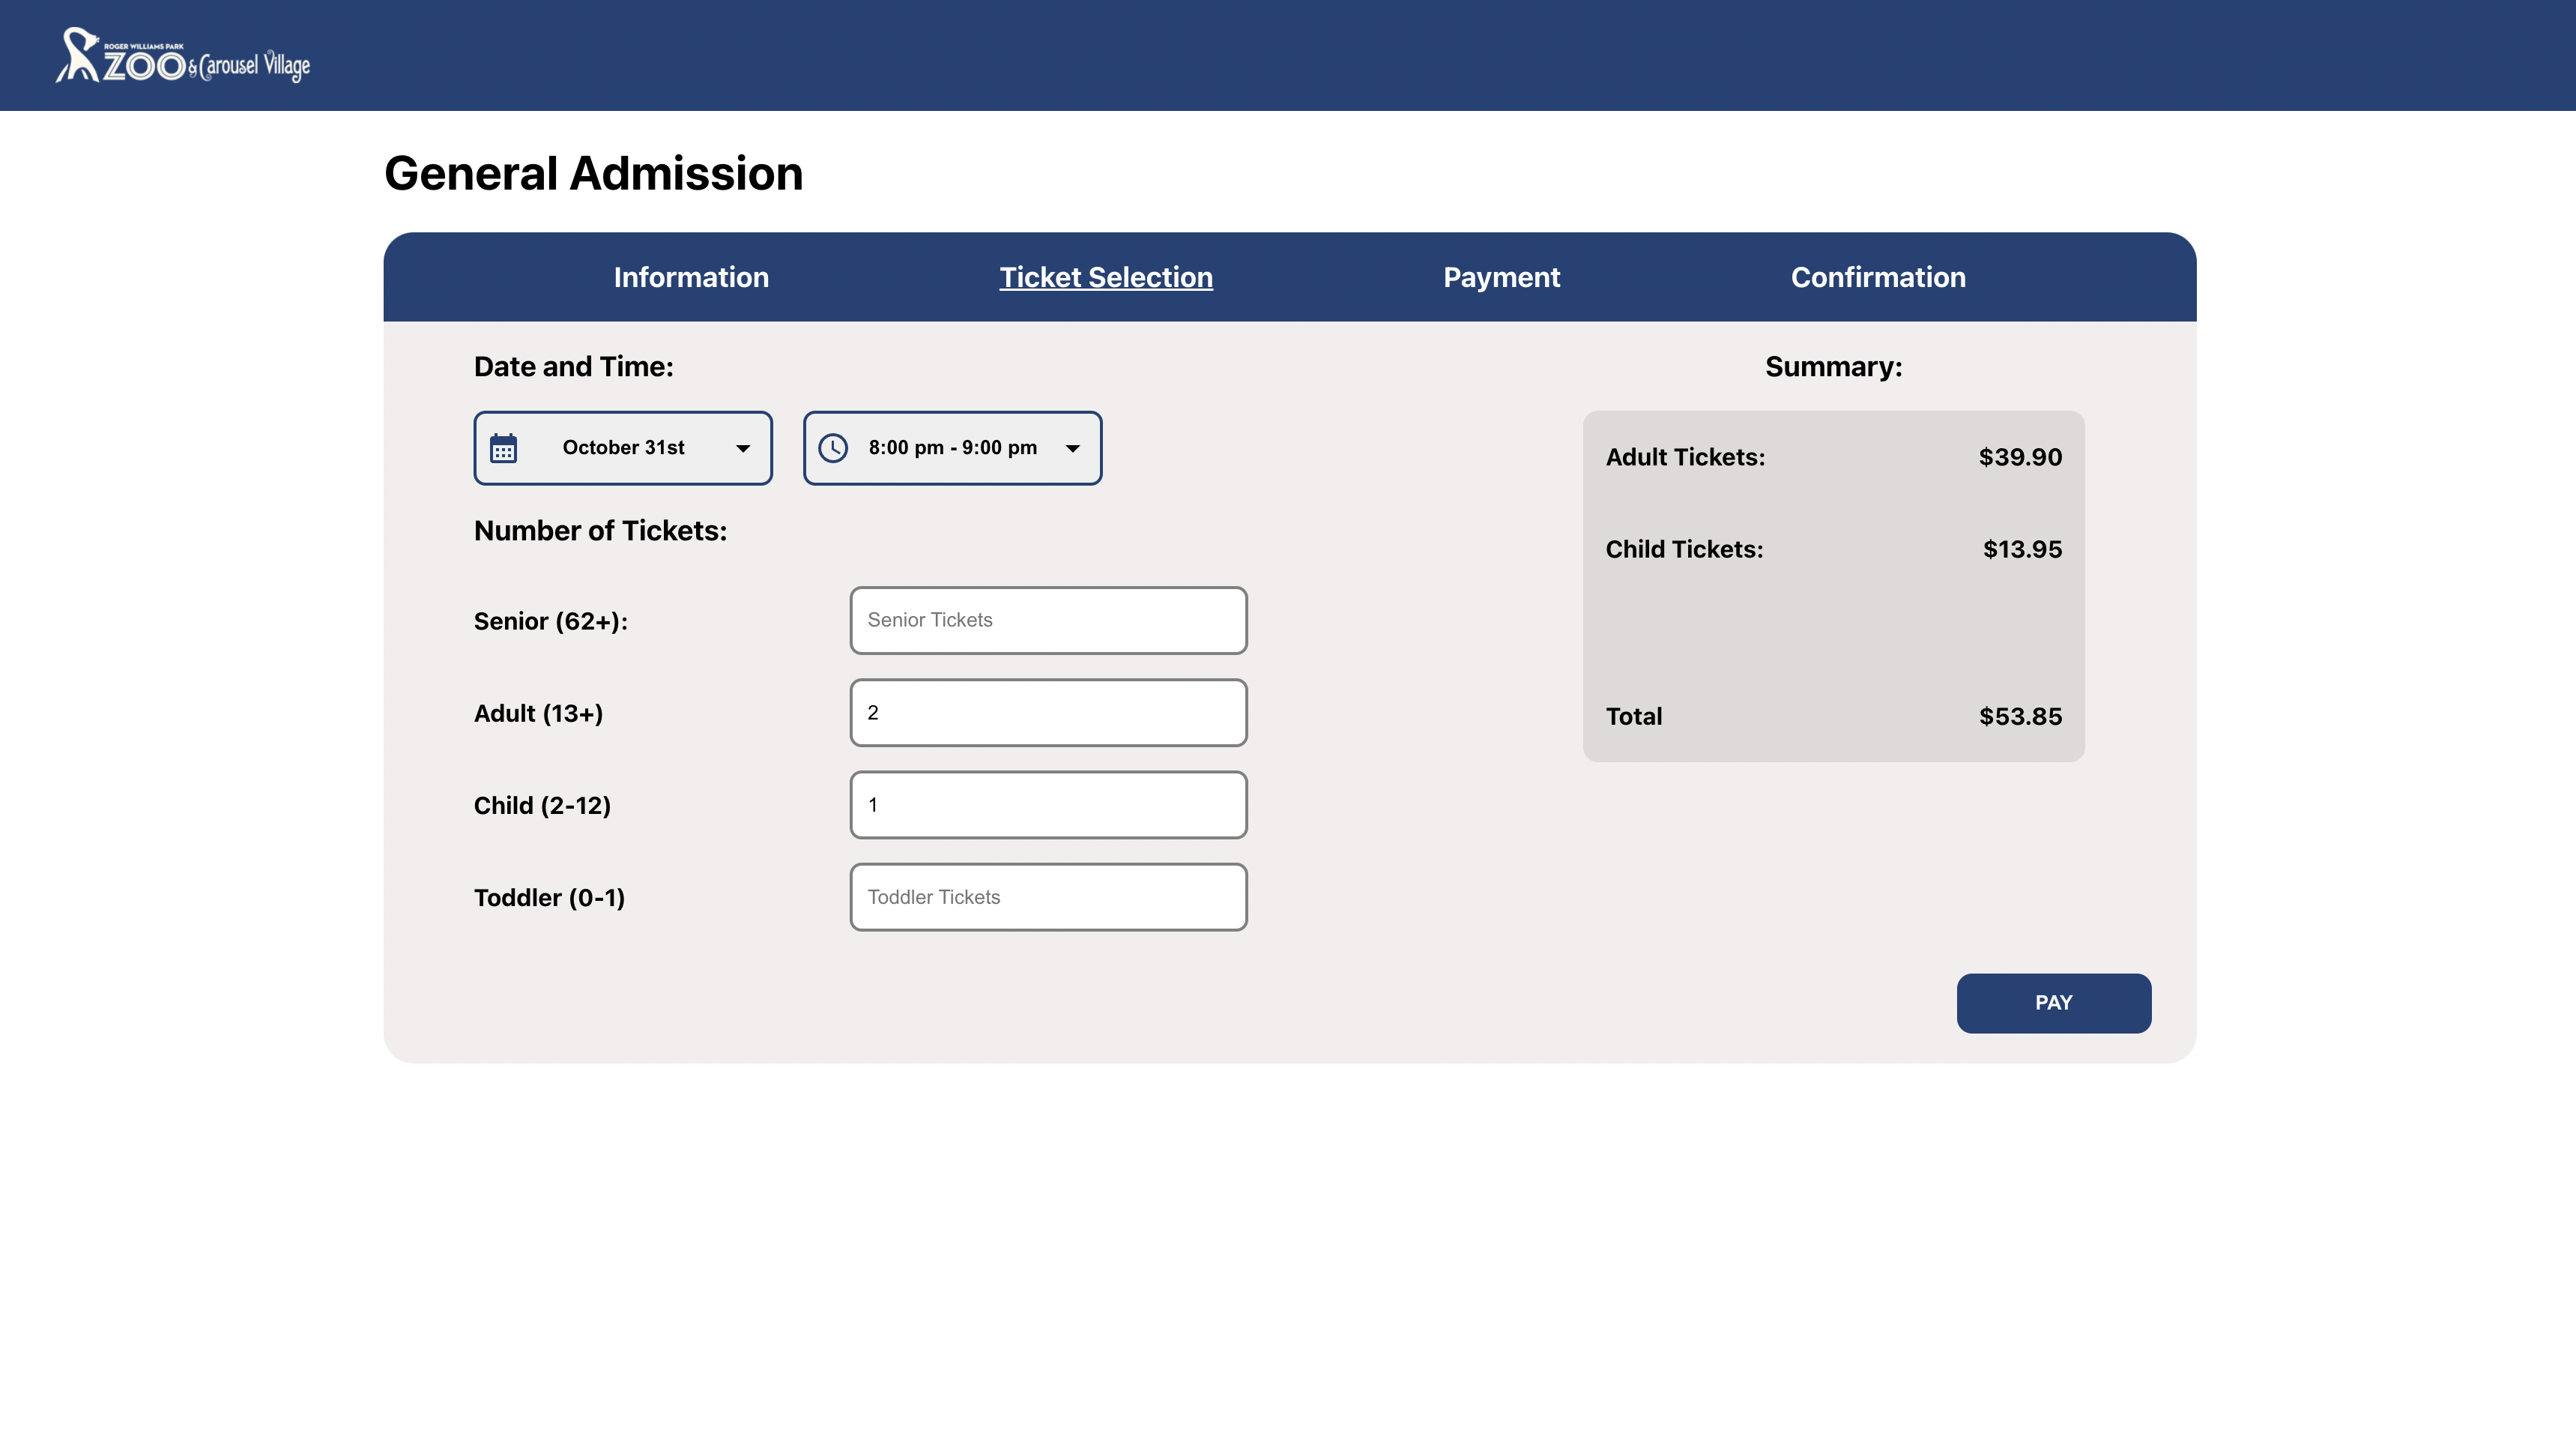 ROGER WILLIAMS PARK
ZOO & Carousel Village
General Admission
Information Ticket Selection Payment Confirmation
Date and Time:
October 31st 8:00 pm - 9:00 pm
Number of Tickets:
Senior (62+): Senior Tickets
Adult (13+) 2
Child (2-12) 1
Toddler (0-1) Toddler Tickets
Summary:
Adult Tickets: $39.90
Child Tickets: $13.95
Total $53.85
PAY